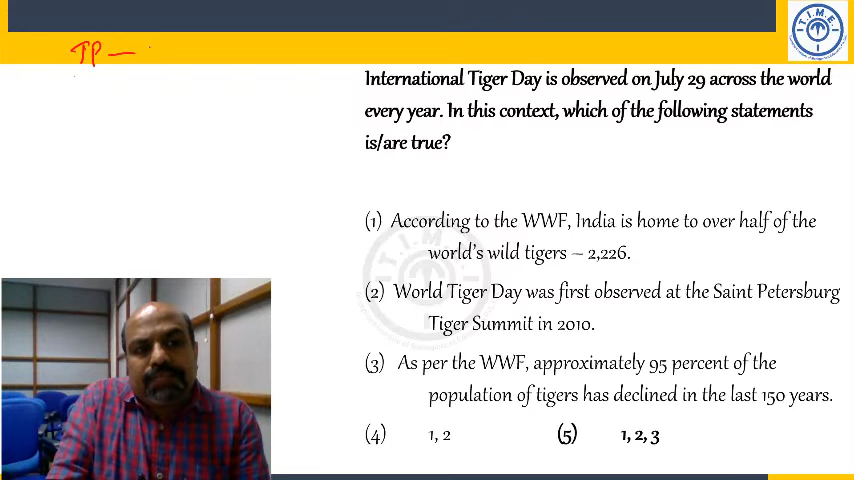 TP —
T.I.M.E.
International Tiger Day is observed on July 29 across the world
every year. In this context, which of the following statements
is/are true?
(1) According to the WWF, India is home to over half of the
world's wild tigers – 2,226.
(2) World Tiger Day was first observed at the Saint Petersburg
Tiger Summit in 2010.
(3) As per the WWF, approximately 95 percent of the
population of tigers has declined in the last 150 years.
(4) 1, 2 (5) 1, 2, 3